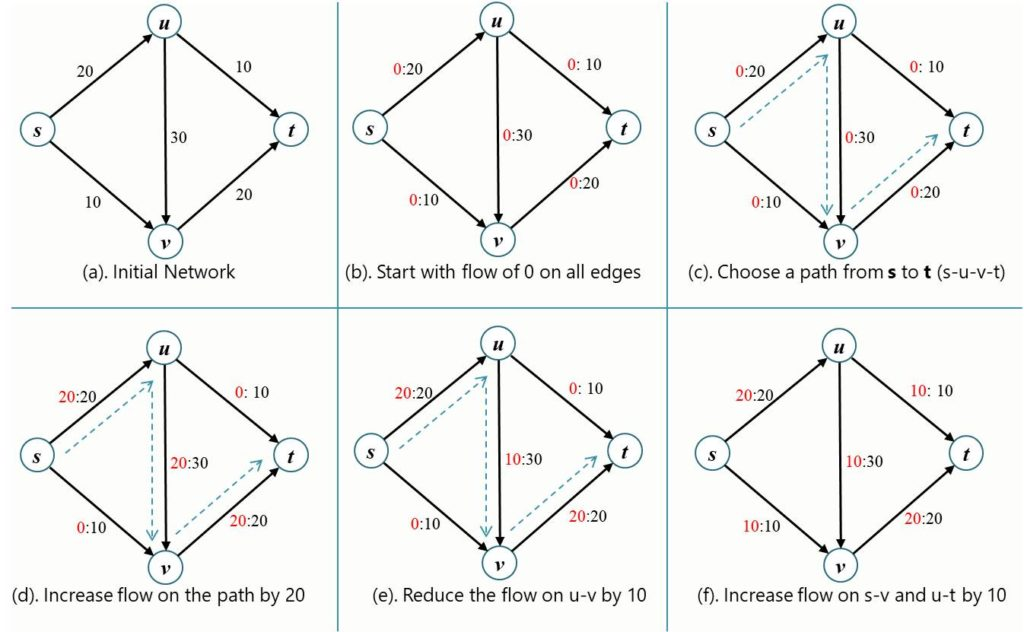 u
20
10
s
t
30
10
20
v
(a). Initial Network
u
0:20
0: 10
s
t
0:30
0:10
0:20
v
(b). Start with flow of 0 on all edges
u
0:20
0: 10
s
t
0:30
0:10
0:20
v
(c). Choose a path from s to t (s-u-v-t)
u
20:20
0: 10
s
t
20:30
0:10
20:20
v
(d). Increase flow on the path by 20
u
20:20
0: 10
s
t
10:30
0:10
20:20
v
(e). Reduce the flow on u-v by 10
u
20:20
10: 10
s
t
10:30
10:10
20:20
v
(f). Increase flow on s-v and u-t by 10